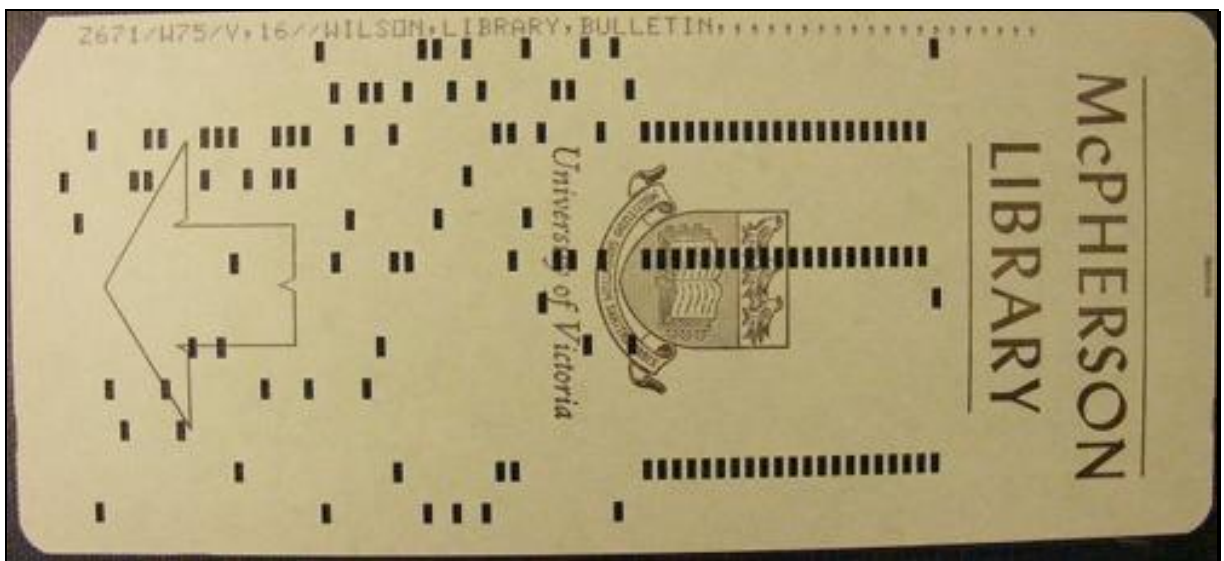 Z671/W75/V,16//WILSON,LIBRARY,BULLETIN,,,,,,,,,,,,,,,,,,,,,,
McPHERSON
LIBRARY
University of Victoria